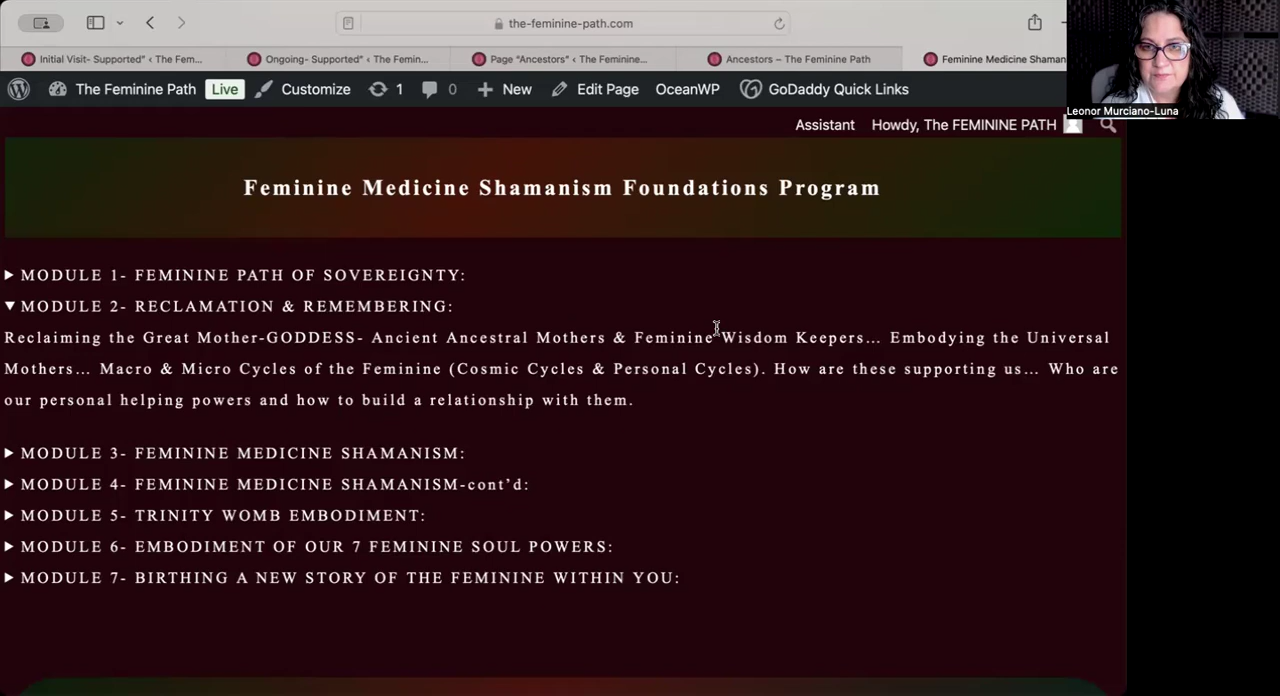 the-feminine-path.com
Initial Visit- Supported” ‹ The Fem...
Ongoing- Supported” ‹ The Femin...
Page “Ancestors” ‹ The Feminine...
Ancestors – The Feminine Path
Feminine Medicine Shaman
Leonor Murciano-Luna
The Feminine Path Live Customize 1 0 New Edit Page OceanWP GoDaddy Quick Links
Assistant Howdy, The FEMININE PATH
Feminine Medicine Shamanism Foundations Program
MODULE 1- FEMININE PATH OF SOVEREIGNTY:
MODULE 2- RECLAMATION & REMEMBERING:
Reclaiming the Great Mother-GODDESS- Ancient Ancestral Mothers & Feminine Wisdom Keepers… Embodying the Universal
Mothers… Macro & Micro Cycles of the Feminine (Cosmic Cycles & Personal Cycles). How are these supporting us… Who are
our personal helping powers and how to build a relationship with them.
MODULE 3- FEMININE MEDICINE SHAMANISM:
MODULE 4- FEMININE MEDICINE SHAMANISM-cont’d:
MODULE 5- TRINITY WOMB EMBODIMENT:
MODULE 6- EMBODIMENT OF OUR 7 FEMININE SOUL POWERS:
MODULE 7- BIRTHING A NEW STORY OF THE FEMININE WITHIN YOU: